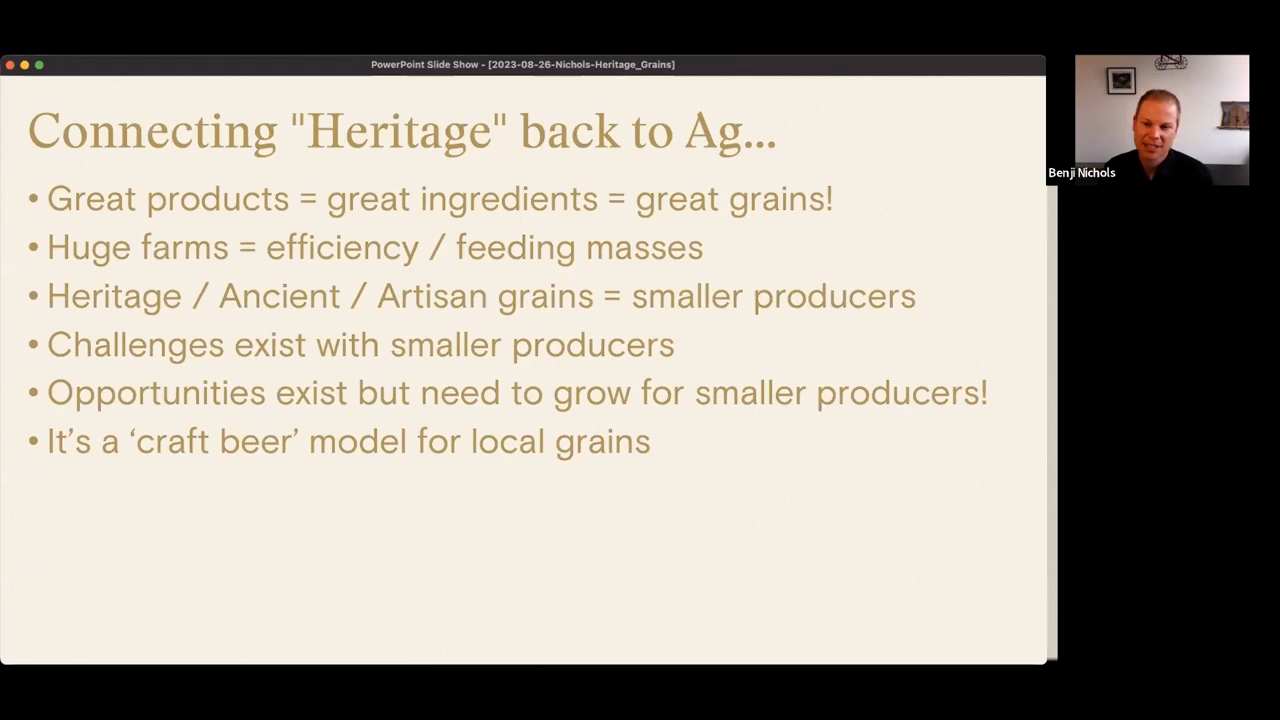 PowerPoint Slide Show - [2023-08-26-Nichols-Heritage_Grains]
Connecting "Heritage" back to Ag...
• Great products = great ingredients = great grains!
• Huge farms = efficiency / feeding masses
• Heritage / Ancient / Artisan grains = smaller producers
• Challenges exist with smaller producers
• Opportunities exist but need to grow for smaller producers!
• It’s a ‘craft beer’ model for local grains
Benji Nichols